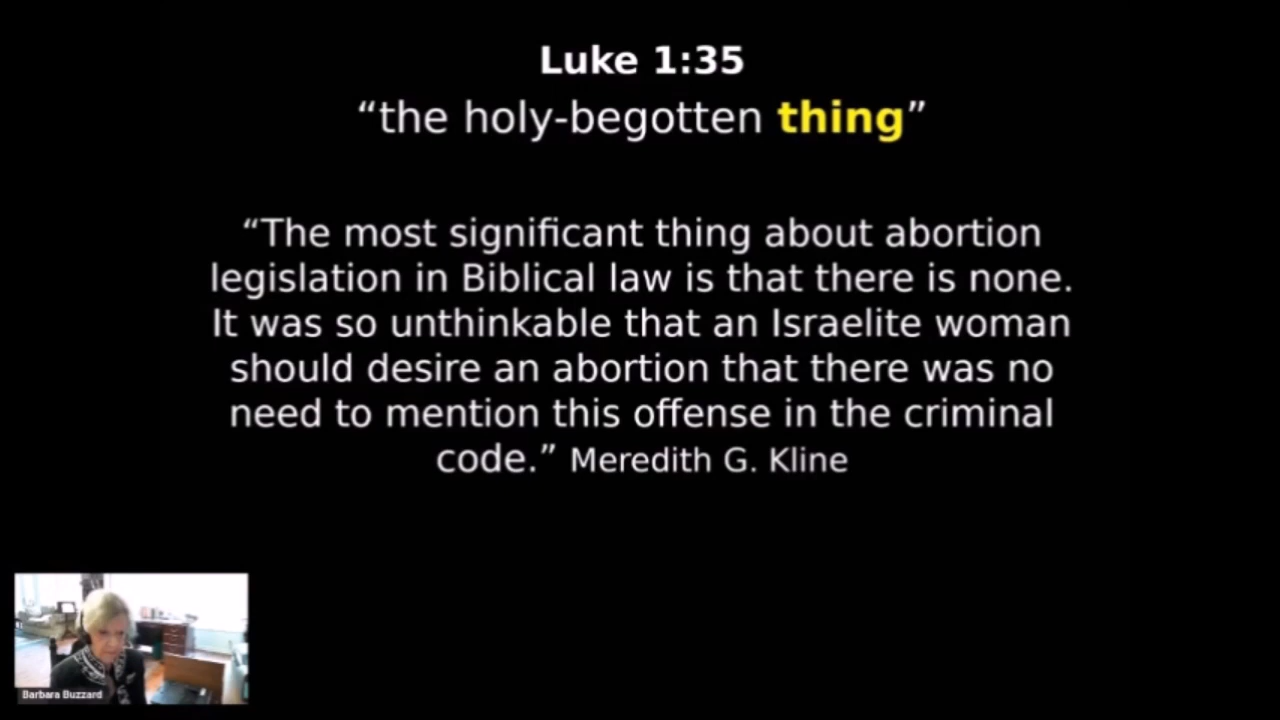 Luke 1:35
“the holy-begotten thing”
“The most significant thing about abortion
legislation in Biblical law is that there is none.
It was so unthinkable that an Israelite woman
should desire an abortion that there was no
need to mention this offense in the criminal
code.” Meredith G. Kline
Barbara Buzzard